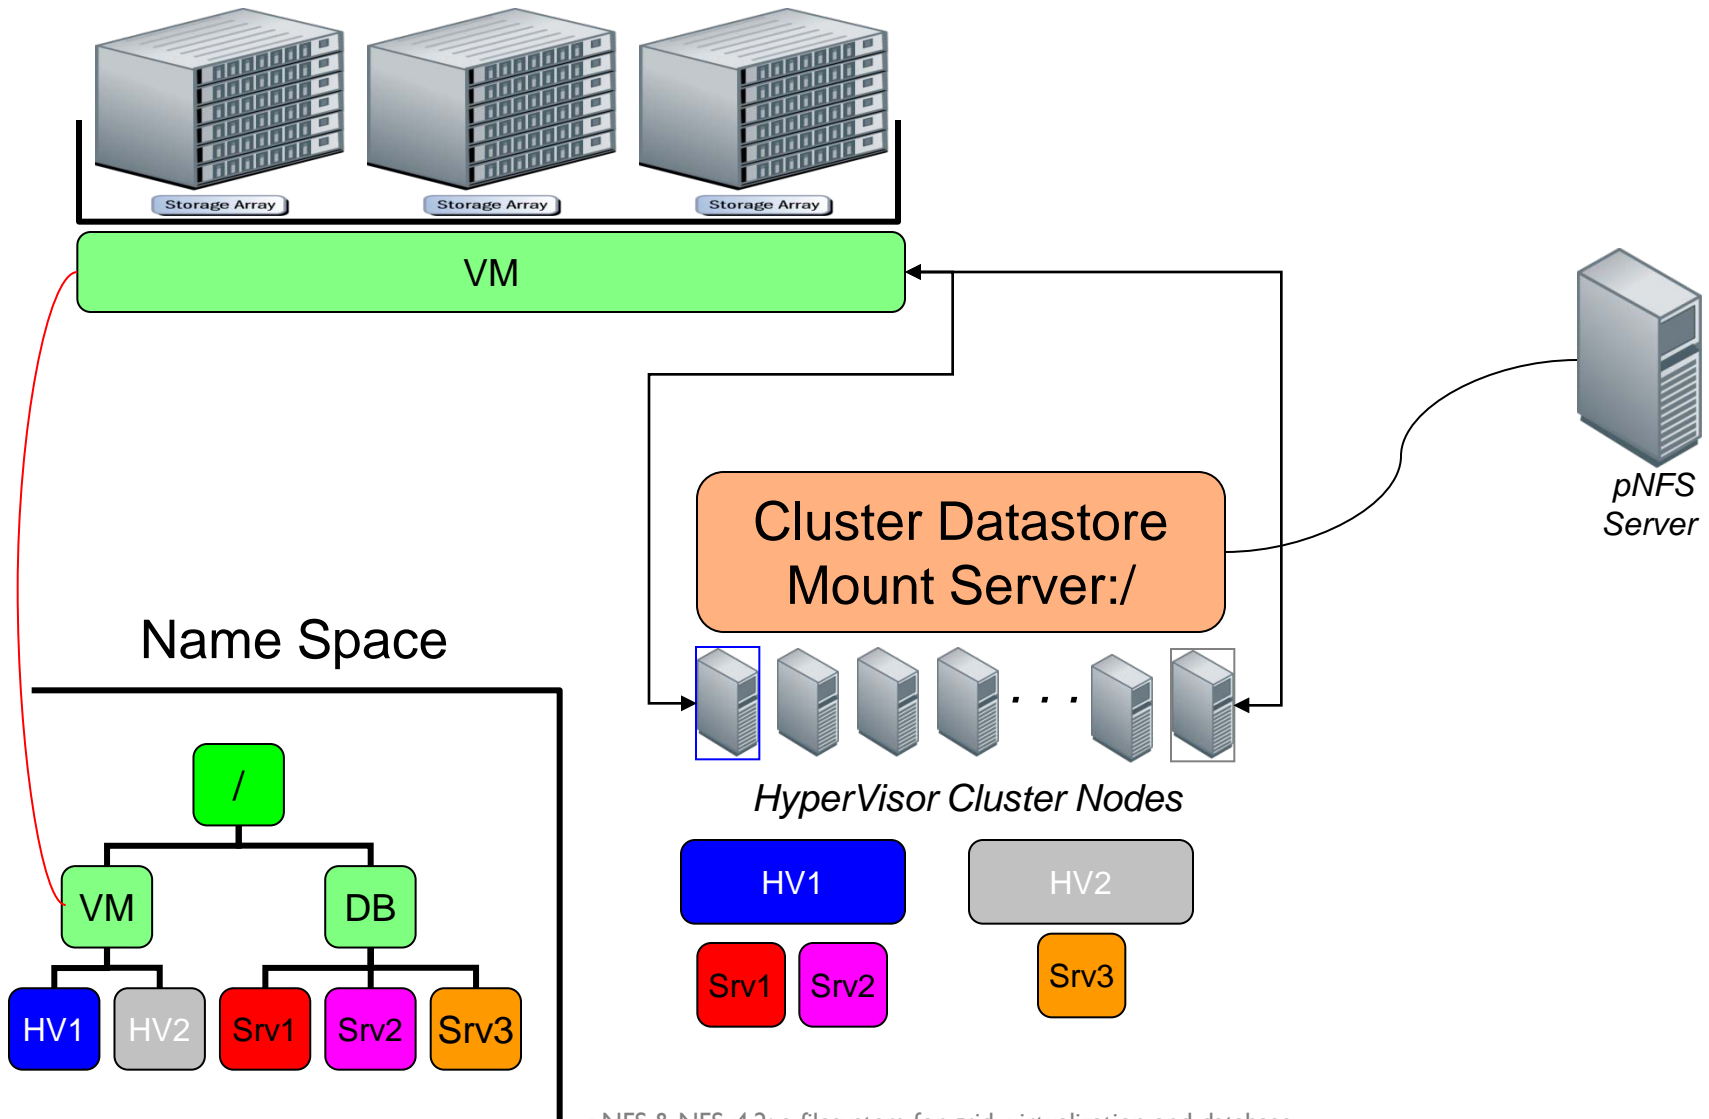 Storage Array Storage Array Storage Array
VM
pNFS
Server
Cluster Datastore
Mount Server:/
Name Space
. . .
HyperVisor Cluster Nodes
/
VM DB
HV1 HV2 Srv1 Srv2 Srv3
HV1 HV2
Srv1 Srv2 Srv3